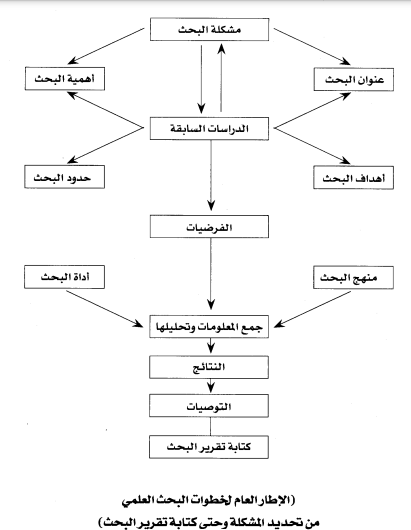 مشكلة البحث
عنوان البحث
أهمية البحث
الدراسات السابقة
أهداف البحث
حدود البحث
الفرضيات
منهج البحث
أداة البحث
جمع المعلومات وتحليلها
النتائج
التوصيات
كتابة تقرير البحث
(الإطار العام لخطوات البحث العلمي
من تحديد المشكلة وحتى كتابة تقرير البحث)